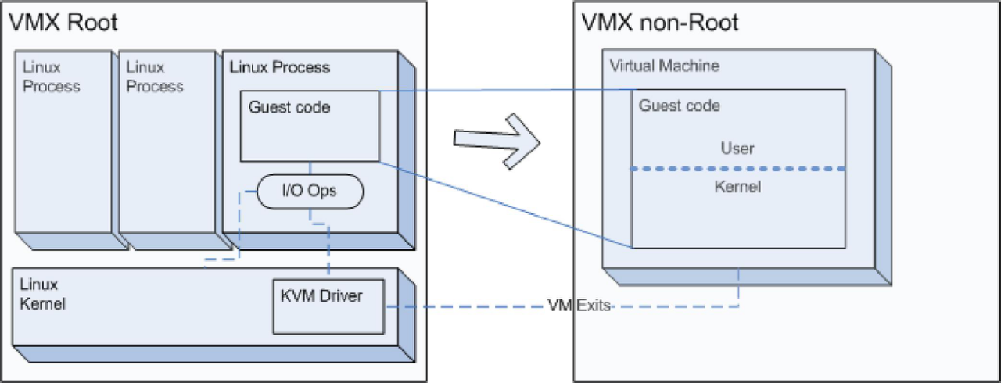 VMX Root
Linux
Process
Linux
Process
Linux Process
Guest code
I/O Ops
Linux
Kernel
KVM Driver
VM Exits
VMX non-Root
Virtual Machine
Guest code
User
Kernel